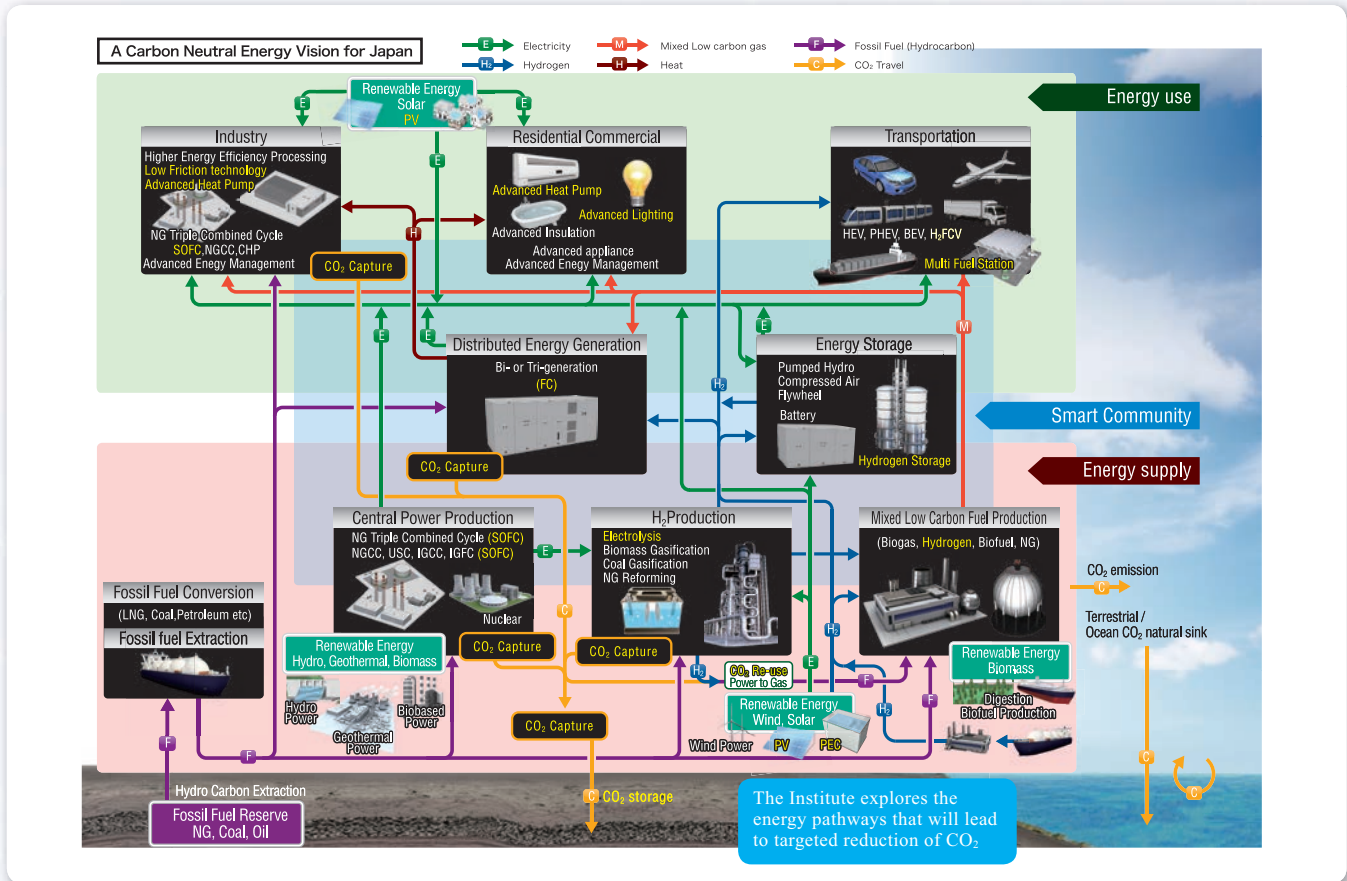 A Carbon Neutral Energy Vision for Japan
E Electricity
M Mixed Low carbon gas
F Fossil Fuel (Hydrocarbon)
H₂ Hydrogen
H Heat
C CO₂ Travel
Energy use
Renewable Energy
Solar
PV
E
E
E
Industry
Higher Energy Efficiency Processing
Low Friction technology
Advanced Heat Pump
NG Triple Combined Cycle
SOFC,NGCC,CHP
Advanced Enegy Management
CO₂ Capture
H
Residential Commercial
Advanced Heat Pump
Advanced Lighting
Advanced Insulation
Advanced appliance
Advanced Enegy Management
Transportation
HEV, PHEV, BEV, H₂FCV
Multi Fuel Station
E
E
E
M
H₂
Distributed Energy Generation
Bi- or Tri-generation
(FC)
CO₂ Capture
Energy Storage
Pumped Hydro
Compressed Air
Flywheel
Battery
Hydrogen Storage
Smart Community
Energy supply
Central Power Production
NG Triple Combined Cycle (SOFC)
NGCC, USC, IGCC, IGFC (SOFC)
Nuclear
E
C
H₂Production
Electrolysis
Biomass Gasification
Coal Gasification
NG Reforming
Mixed Low Carbon Fuel Production
(Biogas, Hydrogen, Biofuel, NG)
CO₂ emission
C
Terrestrial /
Ocean CO₂ natural sink
Fossil Fuel Conversion
(LNG, Coal,Petroleum etc)
Fossil fuel Extraction
Renewable Energy
Hydro, Geothermal, Biomass
Hydro
Power
Geothermal
Power
Biobased
Power
CO₂ Capture
CO₂ Capture
H₂
CO₂ Re-use
Power to Gas
E
H₂
F
F
Renewable Energy
Biomass
Digestion
Biofuel Production
H₂
CO₂ Capture
Renewable Energy
Wind, Solar
Wind Power
PV
PEC
F
F
C
C
Hydro Carbon Extraction
Fossil Fuel Reserve
NG, Coal, Oil
C CO₂ storage
The Institute explores the
energy pathways that will lead
to targeted reduction of CO₂